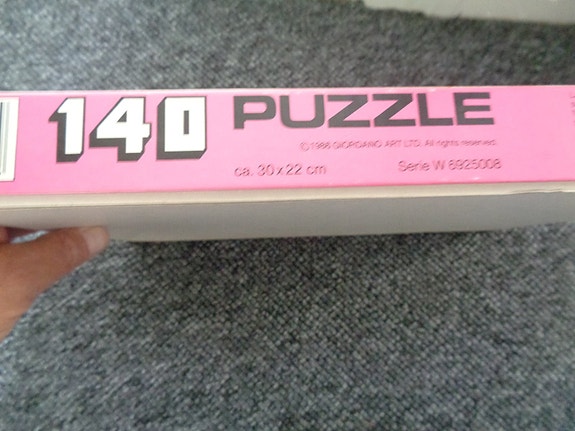 140 PUZZLE
©1986 GIORDANO ART LTD. All rights reserved.
ca. 30 x 22 cm Serie W 6925008